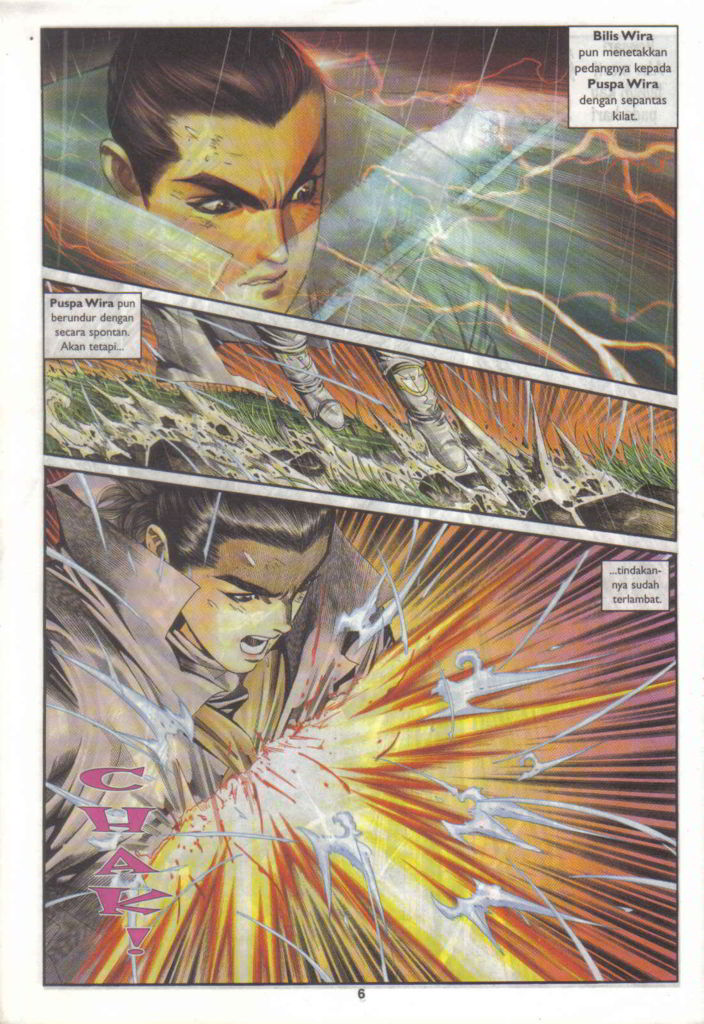 Bilis Wira
pun menetakkan
pedangnya kepada
Puspa Wira
dengan sepantas
kilat.
Puspa Wira pun
berundur dengan
secara spontan.
Akan tetapi...
...tindakan-
nya sudah
terlambat.
CHAK!
6